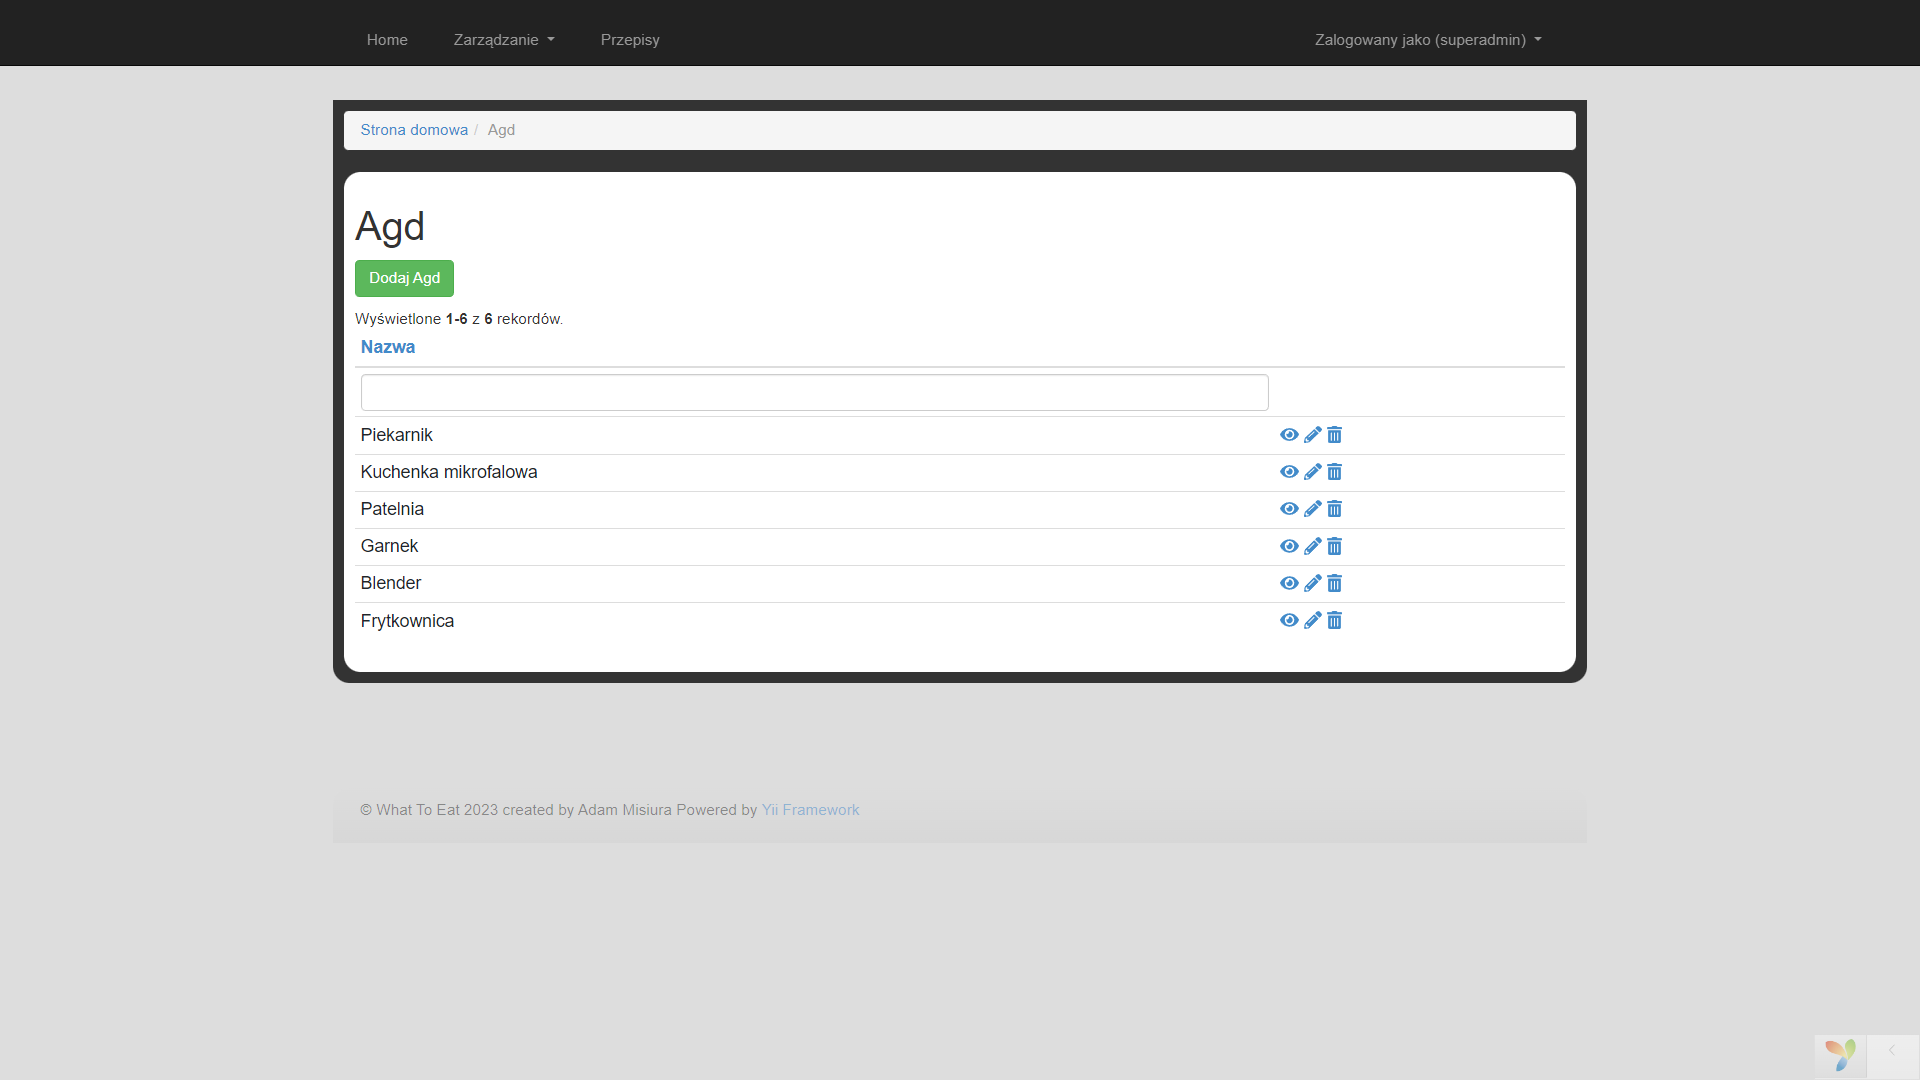 Home Zarządzanie Przepisy Zalogowany jako (superadmin)
Strona domowa / Agd
Agd
Dodaj Agd
Wyświetlone 1-6 z 6 rekordów.
Nazwa
Piekarnik
Kuchenka mikrofalowa
Patelnia
Garnek
Blender
Frytkownica
© What To Eat 2023 created by Adam Misiura Powered by Yii Framework